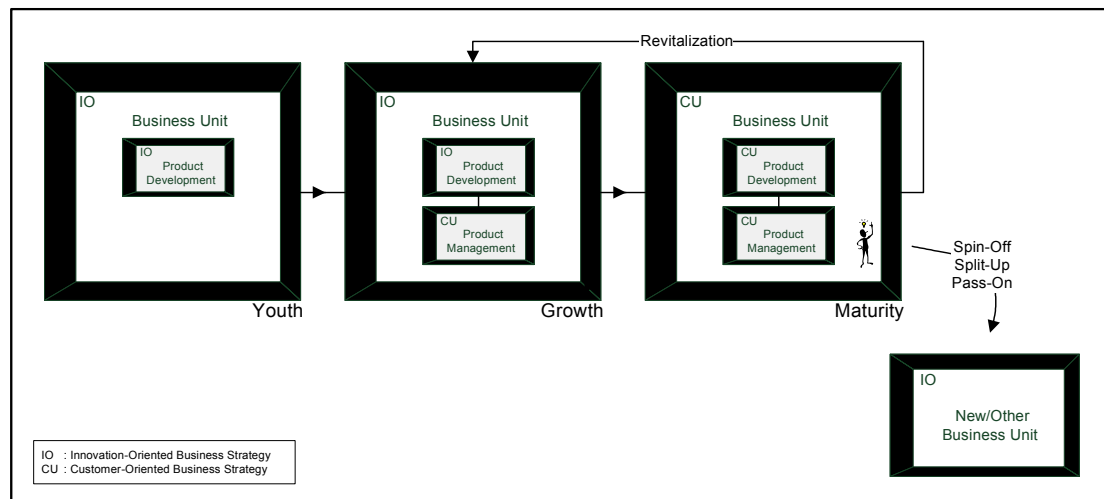 Revitalization
IO
Business Unit
IO
Product
Development
Youth
IO
Business Unit
IO
Product
Development
CU
Product
Management
Growth
CU
Business Unit
CU
Product
Development
CU
Product
Management
Maturity
Spin-Off
Split-Up
Pass-On
IO
New/Other
Business Unit
IO : Innovation-Oriented Business Strategy
CU : Customer-Oriented Business Strategy